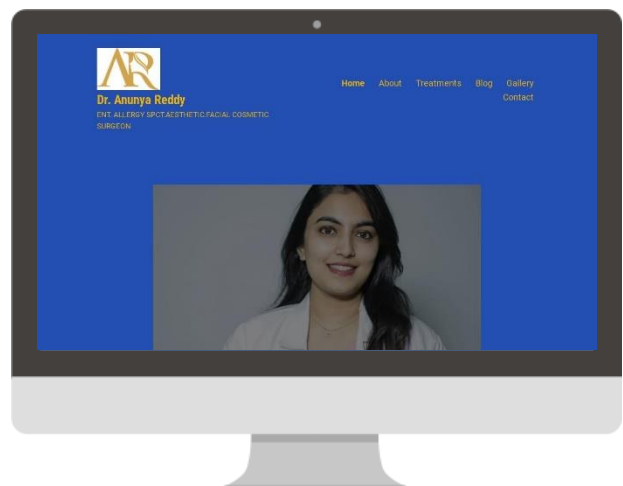 AR
Dr. Anunya Reddy
ENT. ALLERGY SPCT.AESTHETIC.FACIAL COSMETIC
SURGEON
Home About Treatments Blog Gallery
Contact